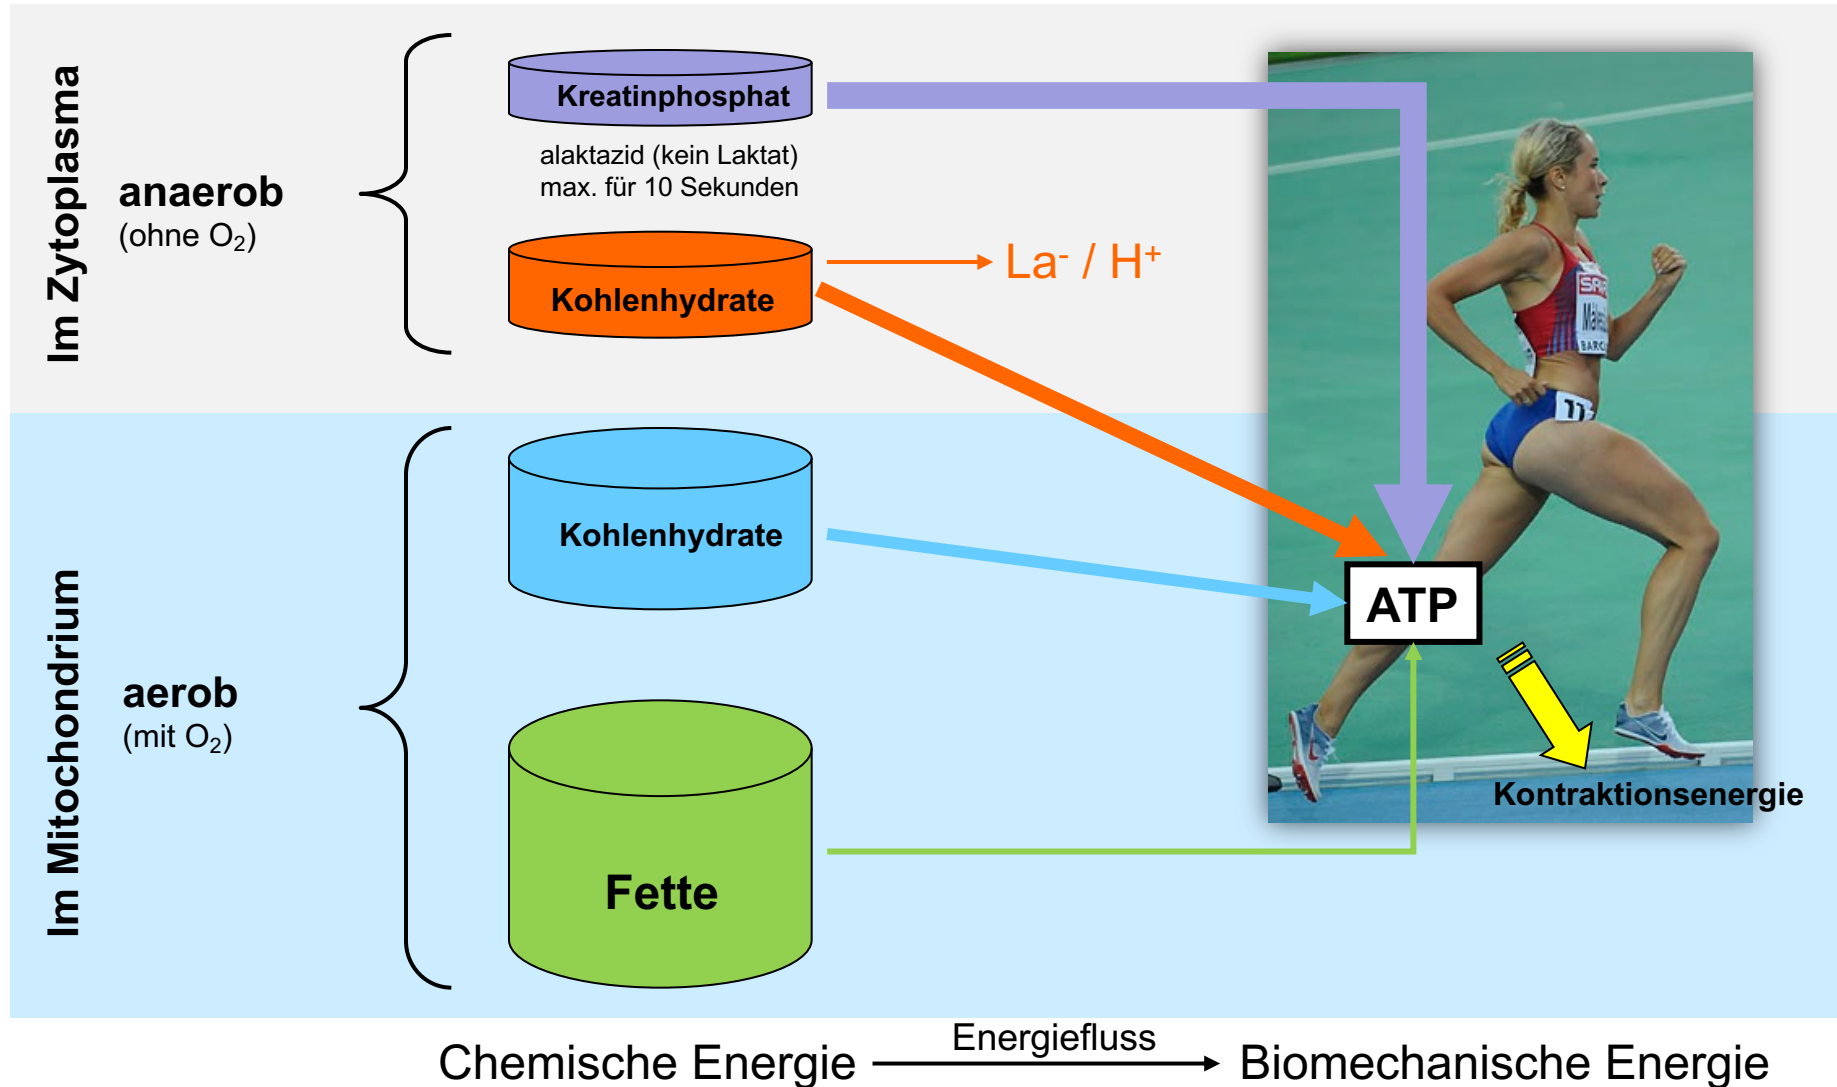 Im Zytoplasma
anaerob
(ohne O₂)
Kreatinphosphat
alaktazid (kein Laktat)
max. für 10 Sekunden
Kohlenhydrate
La⁻ / H⁺
Im Mitochondrium
aerob
(mit O₂)
Kohlenhydrate
Fette
ATP
Kontraktionsenergie
11
Chemische Energie
Energiefluss
Biomechanische Energie